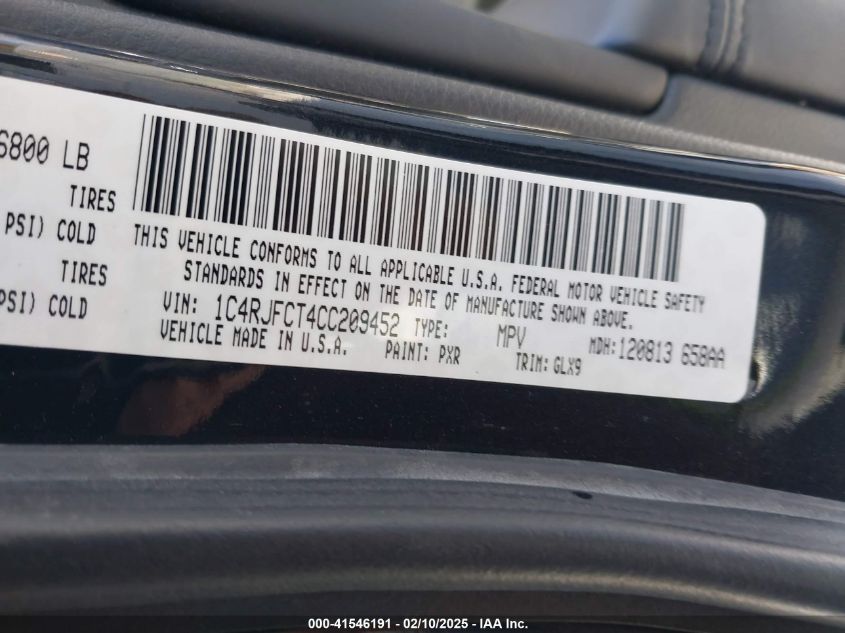 6800 LB
TIRES
PSI) COLD
TIRES
PSI) COLD
THIS VEHICLE CONFORMS TO ALL APPLICABLE U.S.A. FEDERAL MOTOR VEHICLE SAFETY
STANDARDS IN EFFECT ON THE DATE OF MANUFACTURE SHOWN ABOVE.
VIN: 1C4RJFCT4CC209452 TYPE: MPV MDH:120813 658AA
VEHICLE MADE IN U.S.A. PAINT: PXR TRIM: GLX9
000-41546191 - 02/10/2025 - IAA Inc.